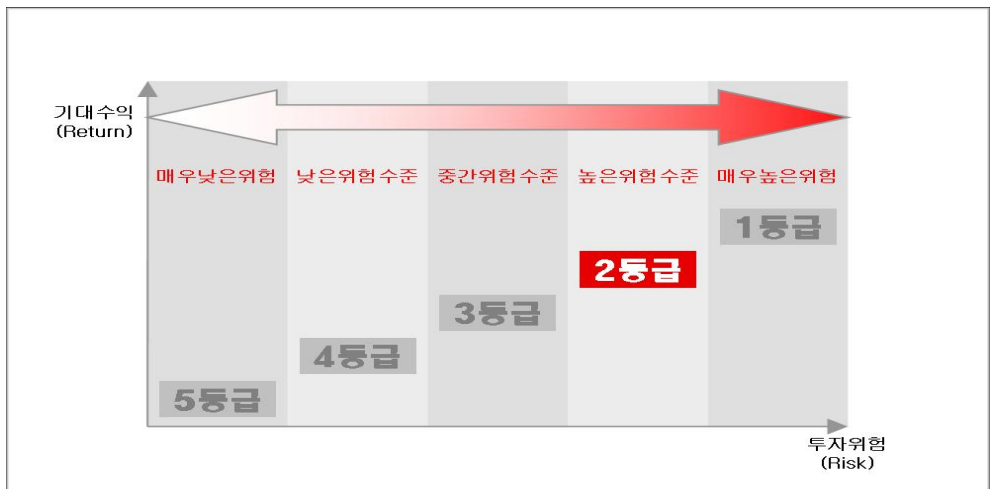 기대수익
(Return)
매우낮은위험 낮은위험수준 중간위험수준 높은위험수준 매우높은위험
1등급
2등급
3등급
4등급
5등급
투자위험
(Risk)